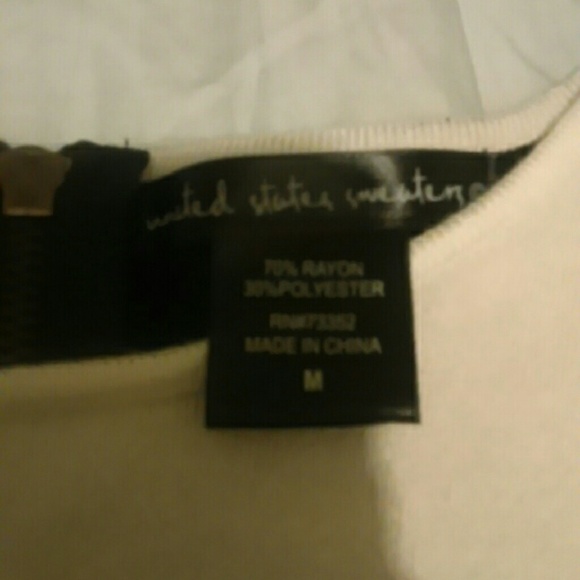 united states sweaters
70% RAYON
30%POLYESTER
RN#73352
MADE IN CHINA
M